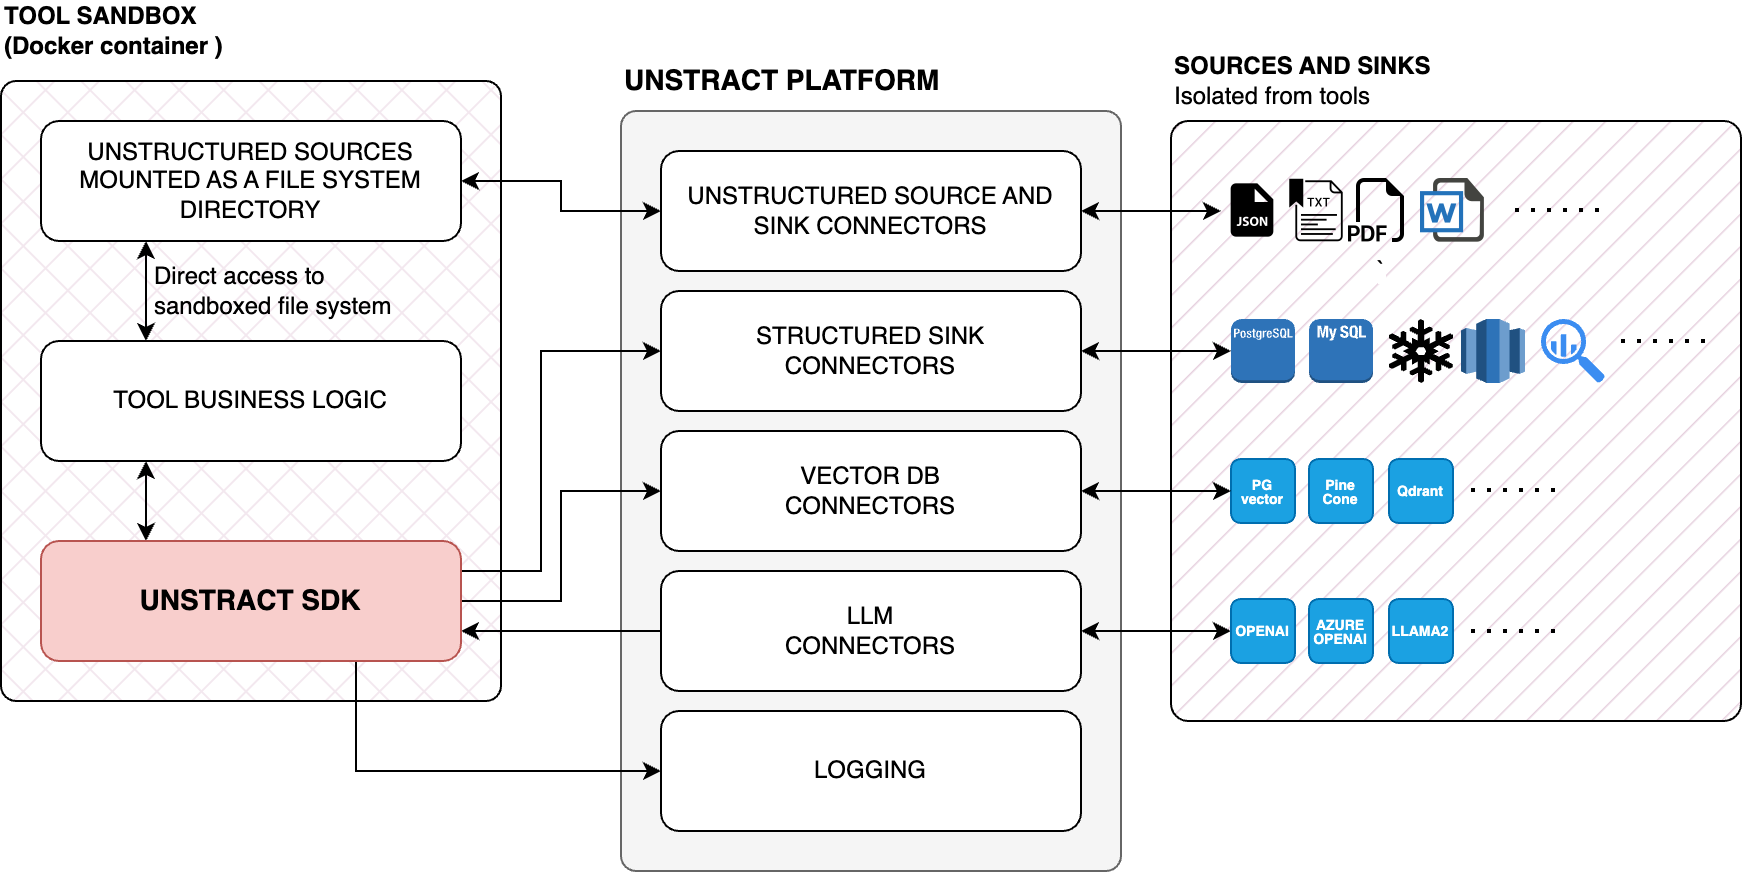 TOOL SANDBOX
(Docker container )
UNSTRUCTURED SOURCES
MOUNTED AS A FILE SYSTEM
DIRECTORY
Direct access to
sandboxed file system
TOOL BUSINESS LOGIC
UNSTRACT SDK
UNSTRACT PLATFORM
UNSTRUCTURED SOURCE AND
SINK CONNECTORS
STRUCTURED SINK
CONNECTORS
VECTOR DB
CONNECTORS
LLM
CONNECTORS
LOGGING
SOURCES AND SINKS
Isolated from tools
JSON
TXT
PDF
W
· · · · · ·
`
PostgreSQL
My SQL
· · · · · ·
PG
vector
Pine
Cone
Qdrant
· · · · · ·
OPENAI
AZURE
OPENAI
LLAMA2
· · · · · ·